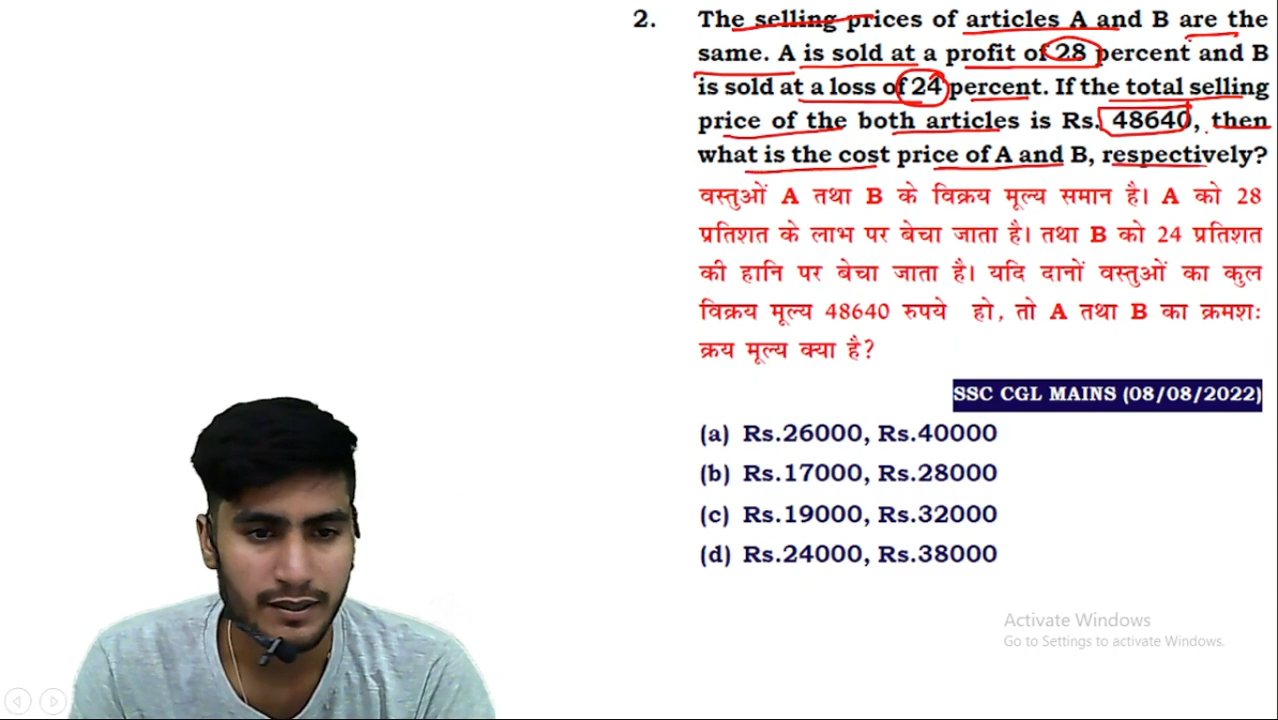 2. The selling prices of articles A and B are the
same. A is sold at a profit of 28 percent and B
is sold at a loss of 24 percent. If the total selling
price of the both articles is Rs. 48640, then
what is the cost price of A and B, respectively?
वस्तुओं A तथा B के विक्रय मूल्य समान है। A को 28
प्रतिशत के लाभ पर बेचा जाता है। तथा B को 24 प्रतिशत
की हानि पर बेचा जाता है। यदि दानों वस्तुओं का कुल
विक्रय मूल्य 48640 रुपये हो, तो A तथा B का क्रमशः
क्रय मूल्य क्या है?
SSC CGL MAINS (08/08/2022)
(a) Rs.26000, Rs.40000
(b) Rs.17000, Rs.28000
(c) Rs.19000, Rs.32000
(d) Rs.24000, Rs.38000
Activate Windows
Go to Settings to activate Windows.